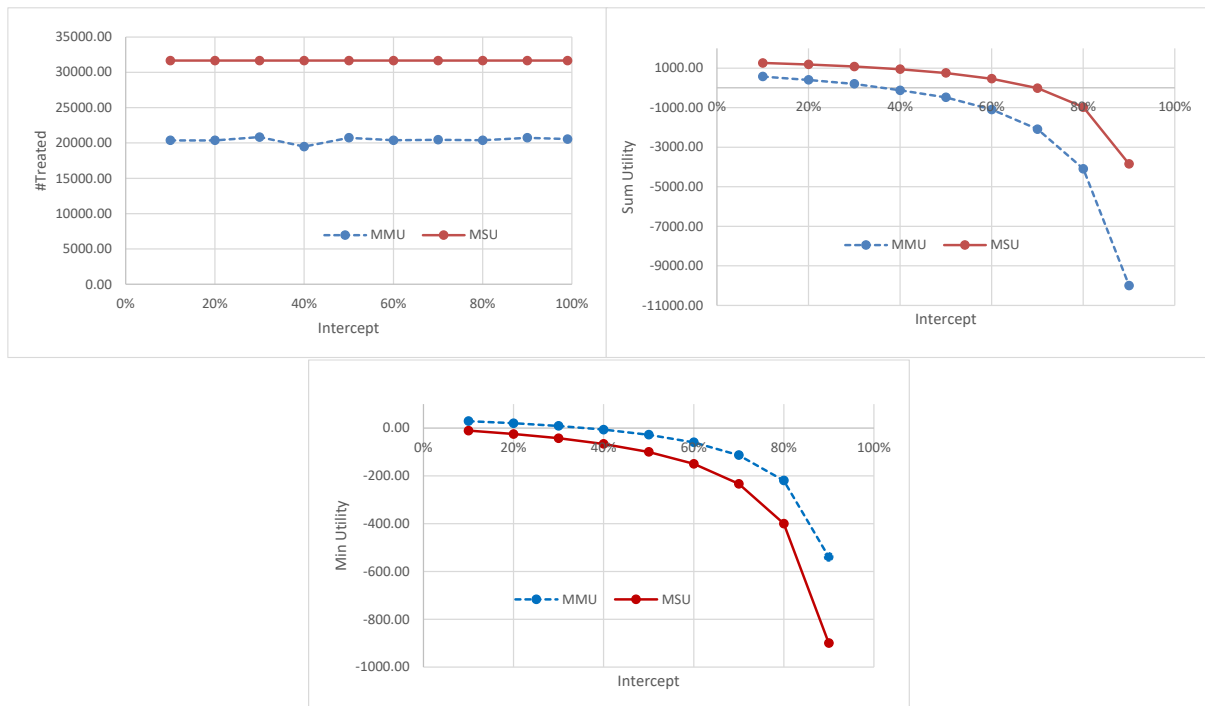 35000.00
30000.00
25000.00
20000.00
15000.00
10000.00
5000.00
0.00
#Treated
MMU MSU
0% 20% 40% 60% 80% 100%
Intercept
1000.00
-1000.00
-3000.00
-5000.00
-7000.00
-9000.00
-11000.00
Sum Utility
0% 20% 40% 60% 80% 100%
MMU MSU
Intercept
0.00
-200.00
-400.00
-600.00
-800.00
-1000.00
Min Utility
0% 20% 40% 60% 80% 100%
MMU MSU
Intercept